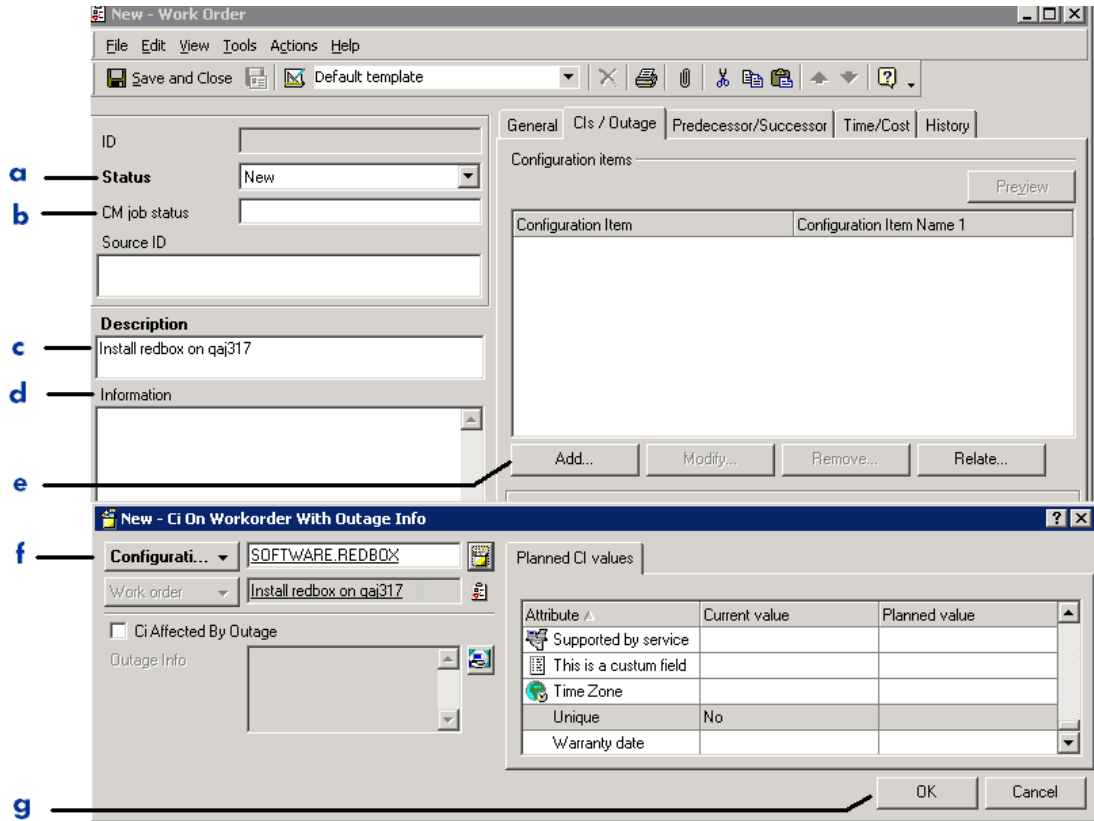 New - Work Order
File Edit View Tools Actions Help
Save and Close Default template
ID
General CIs / Outage Predecessor/Successor Time/Cost History
a Status New
b CM job status
Source ID
Configuration items
Preview
Configuration Item Configuration Item Name 1
Description
c Install redbox on qaj317
d Information
e Add... Modify... Remove... Relate...
New - Ci On Workorder With Outage Info
f Configurati... SOFTWARE.REDBOX
Work order Install redbox on qaj317
Ci Affected By Outage
Outage Info
Planned CI values
Attribute Current value Planned value
Supported by service
This is a custum field
Time Zone
Unique No
Warranty date
g OK Cancel